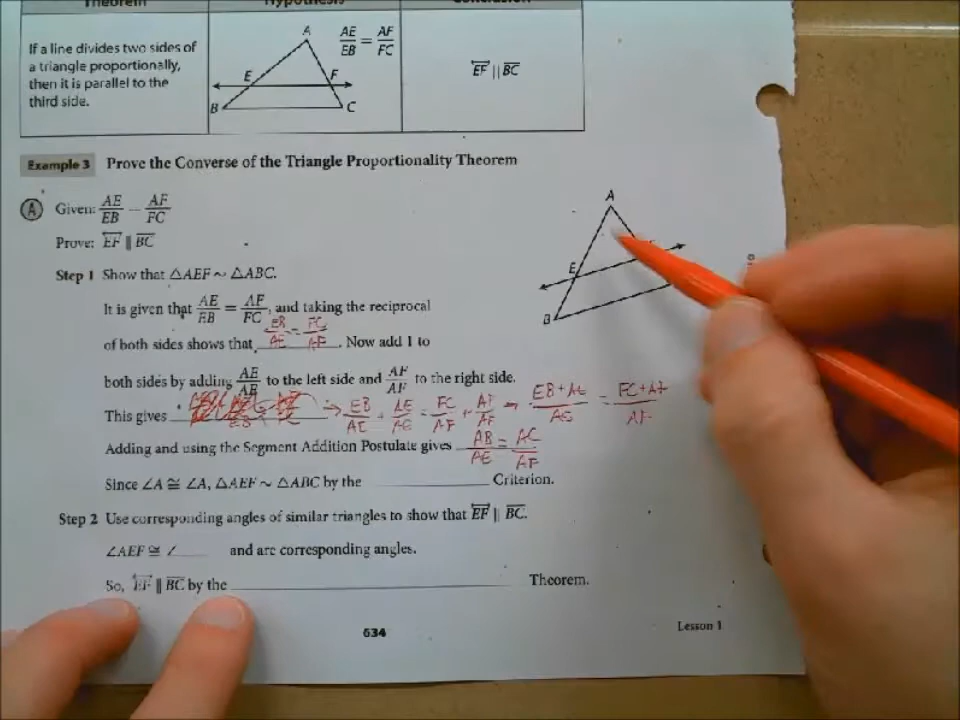 Theorem Hypothesis Conclusion
If a line divides two sides of
a triangle proportionally,
then it is parallel to the
third side.
A
AE/EB = AF/FC
E F
B C
EF || BC
Example 3 Prove the Converse of the Triangle Proportionality Theorem
A Given: AE/EB = AF/FC
Prove: EF || BC
A
E
B
Step 1 Show that △AEF ~ △ABC.
It is given that AE/EB = AF/FC, and taking the reciprocal
of both sides shows that EB/AE = FC/AF. Now add 1 to
both sides by adding AE/AE to the left side and AF/AF to the right side.
This gives → EB/AE + AE/AE = FC/AF + AF/AF → EB+AE/AE = FC+AF/AF
Adding and using the Segment Addition Postulate gives AB/AE = AC/AF
Since ∠A ≅ ∠A, △AEF ~ △ABC by the ____ Criterion.
Step 2 Use corresponding angles of similar triangles to show that EF || BC.
∠AEF ≅ ∠____ and are corresponding angles.
So, EF || BC by the ____ Theorem.
634
Lesson 1